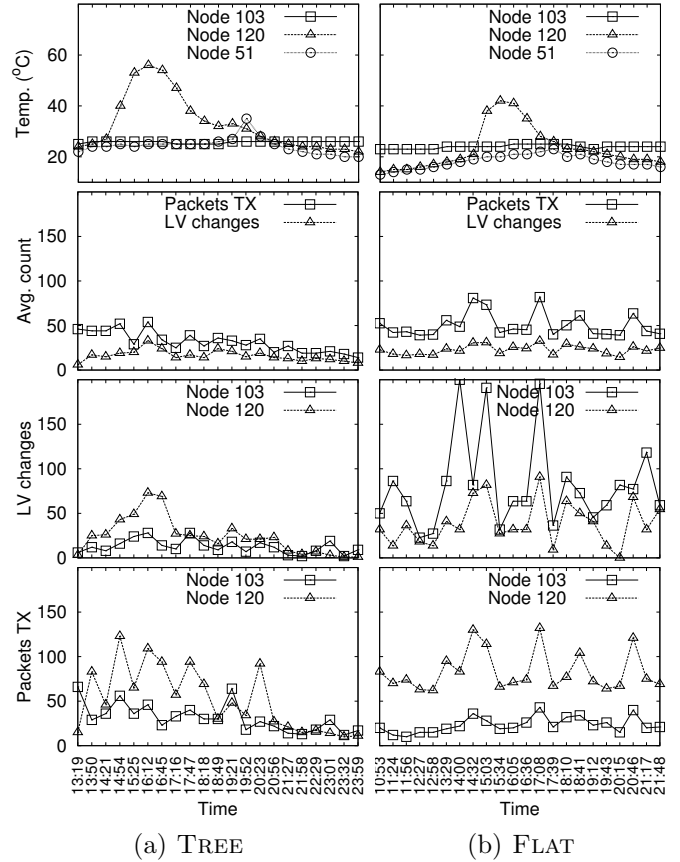 Node 103
Node 120
Node 51
Temp. (°C)
80
60
40
20
Node 103
Node 120
Node 51
Packets TX
LV changes
Avg. count
150
100
50
0
Packets TX
LV changes
Node 103
Node 120
LV changes
150
100
50
0
Node 103
Node 120
Node 103
Node 120
Packets TX
150
100
50
0
Node 103
Node 120
13:19
13:50
14:21
14:54
15:25
16:12
16:45
17:16
17:47
18:18
18:49
19:21
19:52
20:23
20:56
21:27
21:58
22:29
23:01
23:32
23:59
Time
10:53
11:24
11:56
12:27
12:58
13:29
14:00
14:32
15:03
15:34
16:05
16:36
17:08
17:39
18:10
18:41
19:12
19:43
20:15
20:46
21:17
21:48
Time
(a) TREE
(b) FLAT